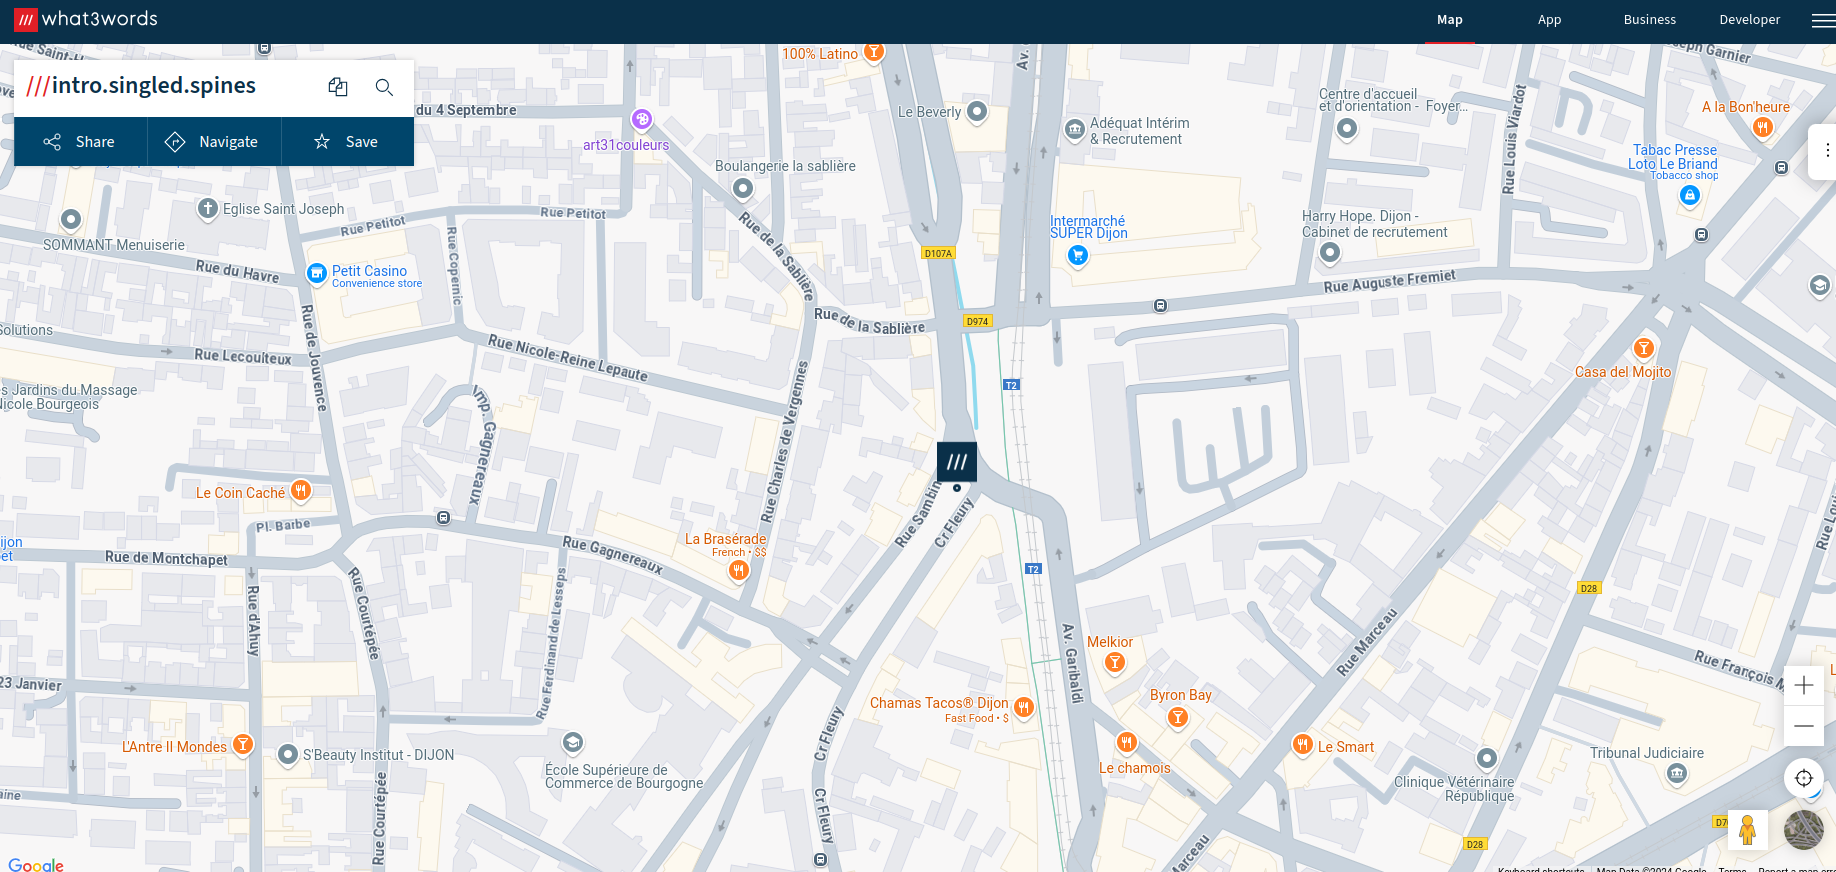 what3words
Map
App
Business
Developer
///intro.singled.spines
Share
Navigate
Save
100% Latino
Av.
Joseph Garnier
du 4 Septembre
Le Beverly
art31couleurs
Adéquat Intérim
& Recrutement
Centre d'accueil
et d'orientation - Foyer...
A la Bon'heure
Rue Louis Viardot
Tabac Presse
Loto Le Briand
Tobacco shop
Boulangerie la sablière
Eglise Saint Joseph
SOMMANT Menuiserie
Rue Petitot
Rue Petitot
Rue de la Sablière
Intermarché
SUPER Dijon
Harry Hope. Dijon -
Cabinet de recrutement
D107A
Rue du Havre
Petit Casino
Convenience store
Rue Copernic
Rue Auguste Fremiet
Rue de la Sablière
D974
Solutions
Rue Lecouiteux
Rue de Jouvence
Rue Nicole-Reine Lepaute
T2
Casa del Mojito
s Jardins du Massage
Nicole Bourgeois
Imp. Gagnereaux
Rue Charles de Vergennes
Le Coin Caché
Pl. Barbe
Rue Sambin
Cr Fleury
La Brasérade
French • $$
Rue de Montchapet
Rue Gagnereaux
T2
D28
Rue d'Ahuy
Rue Courtépée
Rue Ferdinand de Lesseps
Av. Garibaldi
Melkior
Rue Marceau
Rue François
23 Janvier
Byron Bay
Chamas Tacos® Dijon
Fast Food • $
L'Antre II Mondes
S'Beauty Institut - DIJON
École Supérieure de
Commerce de Bourgogne
Cr Fleury
Le chamois
Le Smart
Tribunal Judiciaire
Clinique Vétérinaire
République
Rue Courtépée
Cr Fleury
Marceau
D28
Google
Keyboard shortcuts
Map Data ©2024 Google
Terms